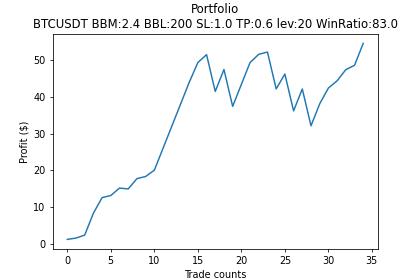 Portfolio
BTCUSDT BBM:2.4 BBL:200 SL:1.0 TP:0.6 lev:20 WinRatio:83.0
50
40
30
20
10
0
Profit ($)
0 5 10 15 20 25 30 35
Trade counts